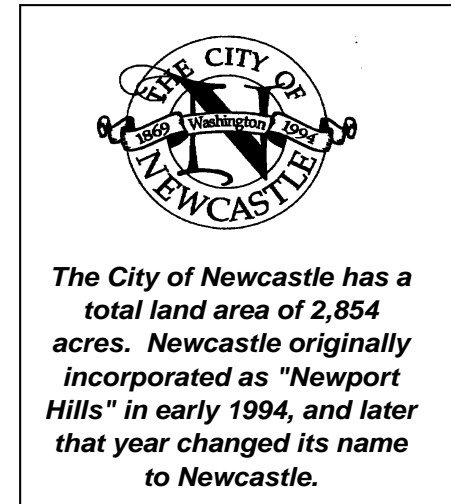 THE CITY OF
1869 Washington 1994
NEWCASTLE
The City of Newcastle has a
total land area of 2,854
acres.  Newcastle originally
incorporated as "Newport
Hills" in early 1994, and later
that year changed its name
to Newcastle.